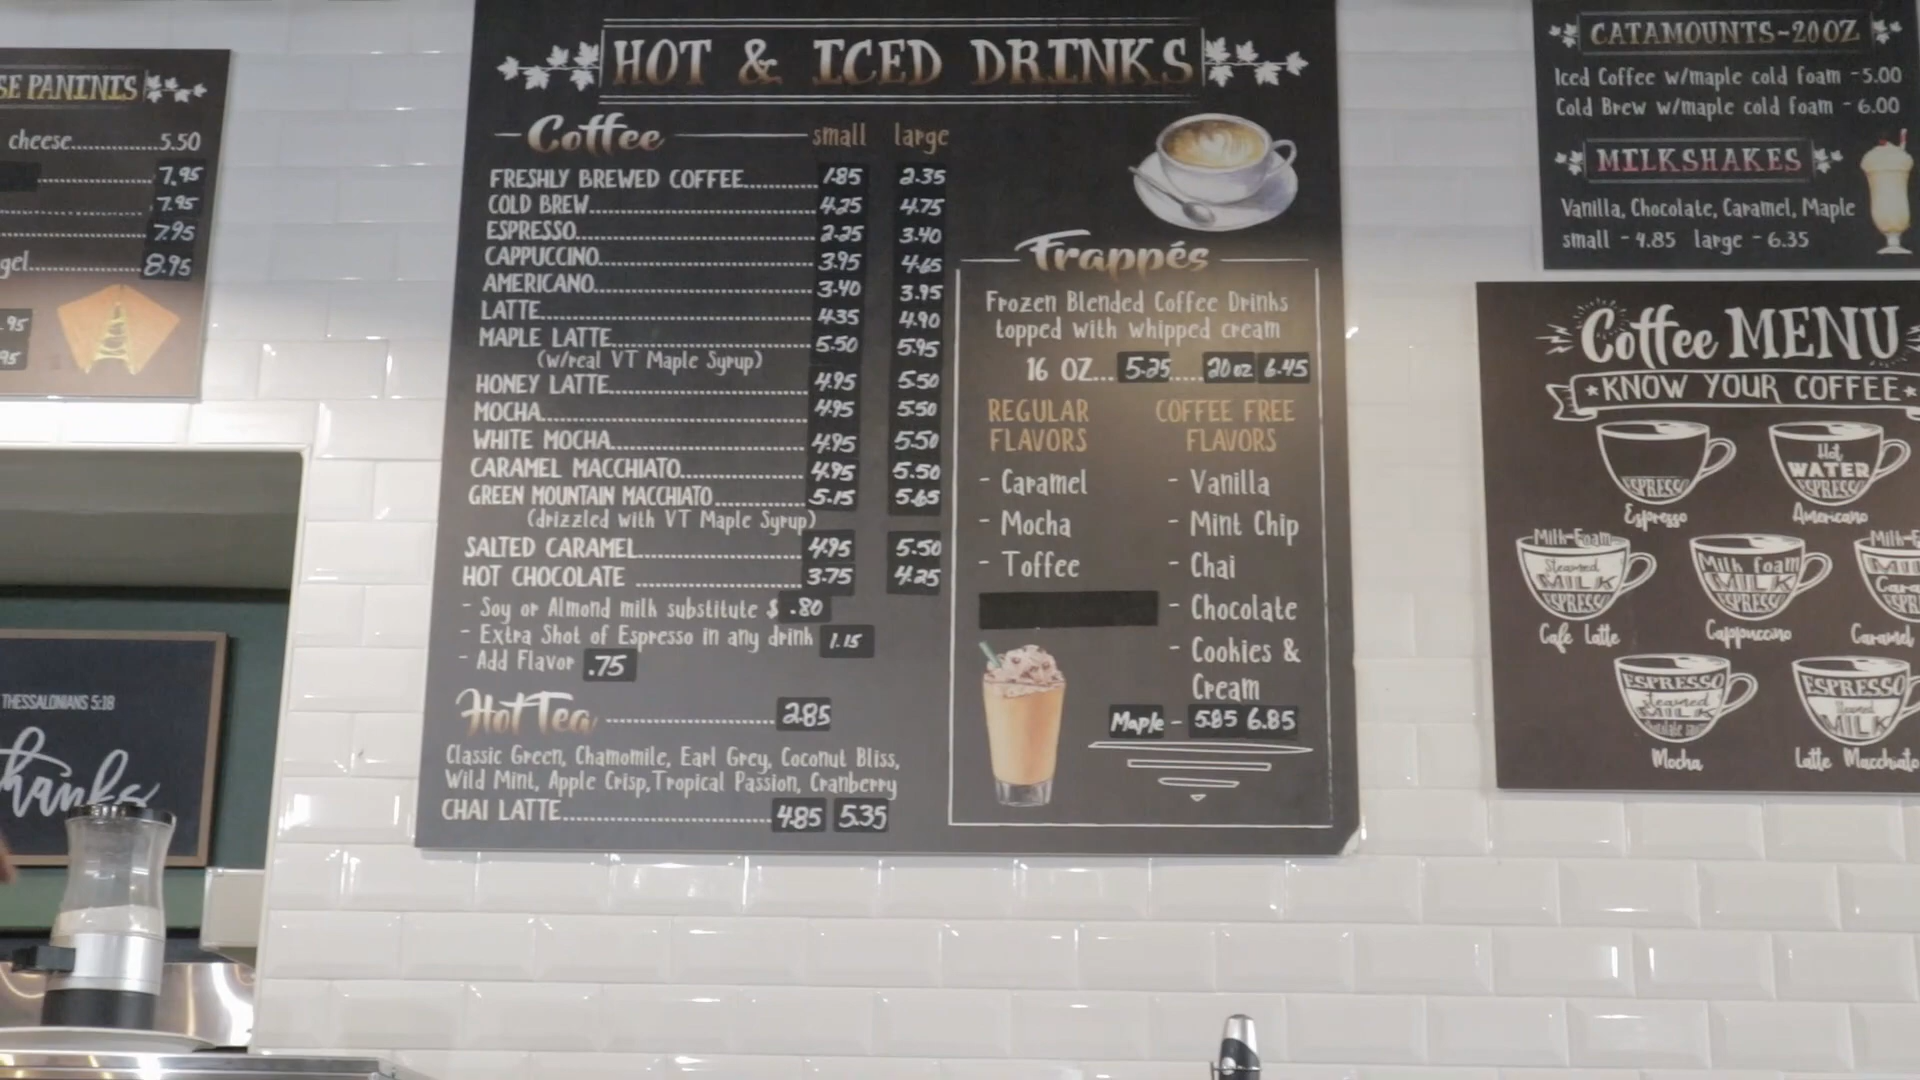 SE PANINIS
cheese..............5.50
7.95
7.95
7.95
gel..............8.95
.95
95
THESSALONIANS 5:18
hanks
HOT & ICED DRINKS
Coffee small large
FRESHLY BREWED COFFEE.......... 1.85 2.35
COLD BREW.......... 4.25 4.75
ESPRESSO.......... 2.25 3.40
CAPPUCCINO.......... 3.95 4.65
AMERICANO.......... 3.40 3.95
LATTE.......... 4.35 4.90
MAPLE LATTE.......... 5.50 5.95
(w/real VT Maple Syrup)
HONEY LATTE.......... 4.95 5.50
MOCHA.......... 4.95 5.50
WHITE MOCHA.......... 4.95 5.50
CARAMEL MACCHIATO.......... 4.95 5.50
GREEN MOUNTAIN MACCHIATO.......... 5.15 5.65
(drizzled with VT Maple Syrup)
SALTED CARAMEL.......... 4.95 5.50
HOT CHOCOLATE .......... 3.75 4.25
- Soy or Almond milk substitute $ .80
- Extra Shot of Espresso in any drink 1.15
- Add Flavor .75
Hot Tea .......... 2.85
Classic Green, Chamomile, Earl Grey, Coconut Bliss,
Wild Mint, Apple Crisp, Tropical Passion, Cranberry
CHAI LATTE.......... 4.85 5.35
Frappés
Frozen Blended Coffee Drinks
topped with whipped cream
16 OZ... 5.25..... 20 oz 6.45
REGULAR
FLAVORS
- Caramel
- Mocha
- Toffee
COFFEE FREE
FLAVORS
- Vanilla
- Mint Chip
- Chai
- Chocolate
- Cookies &
Cream
Maple - 5.85 6.85
CATAMOUNTS-20OZ
Iced Coffee w/maple cold foam -5.00
Cold Brew w/maple cold foam - 6.00
MILKSHAKES
Vanilla, Chocolate, Caramel, Maple
small - 4.85 large - 6.35
Coffee MENU
KNOW YOUR COFFEE
ESPRESSO
Espresso
Hot
WATER
ESPRESSO
Americano
Milk-Foam
Steamed
MILK
ESPRESSO
Cafe Latte
Milk foam
MILK
ESPRESSO
Cappuccino
Caramel
ESPRESSO
steamed
MILK
Mocha
ESPRESSO
Steamed
MILK
Latte Macchiato